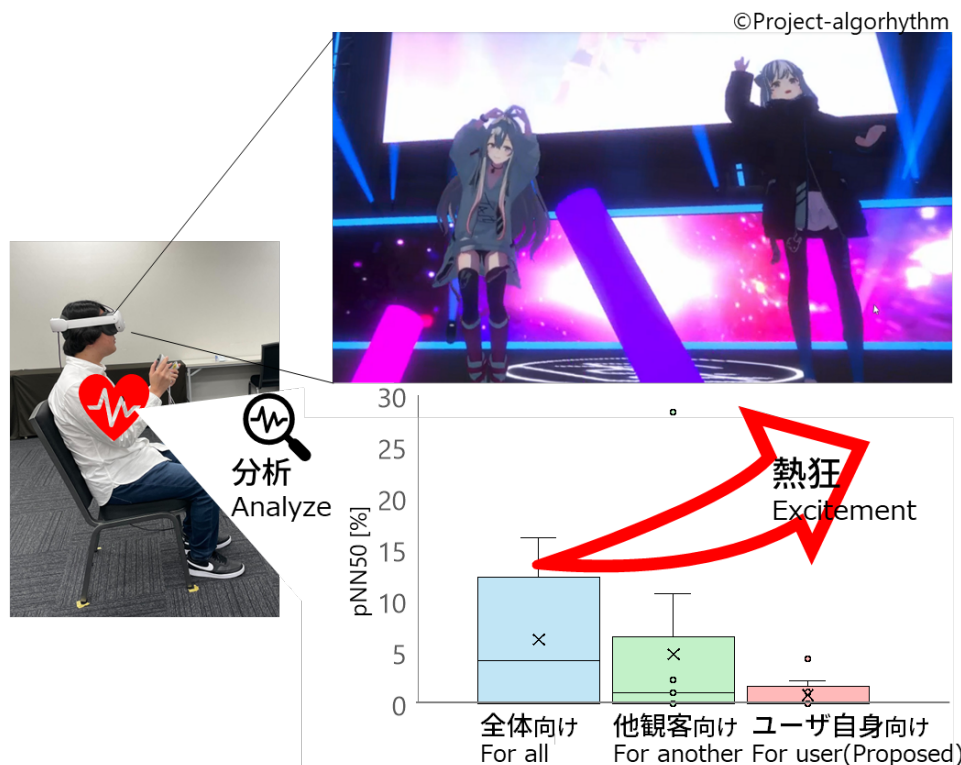 ©Project-algorhythm
分析
Analyze
30
25
20
15
10
5
0
pNN50 [%]
熱狂
Excitement
全体向け
For all
他観客向け
For another
ユーザ自身向け
For user(Proposed)